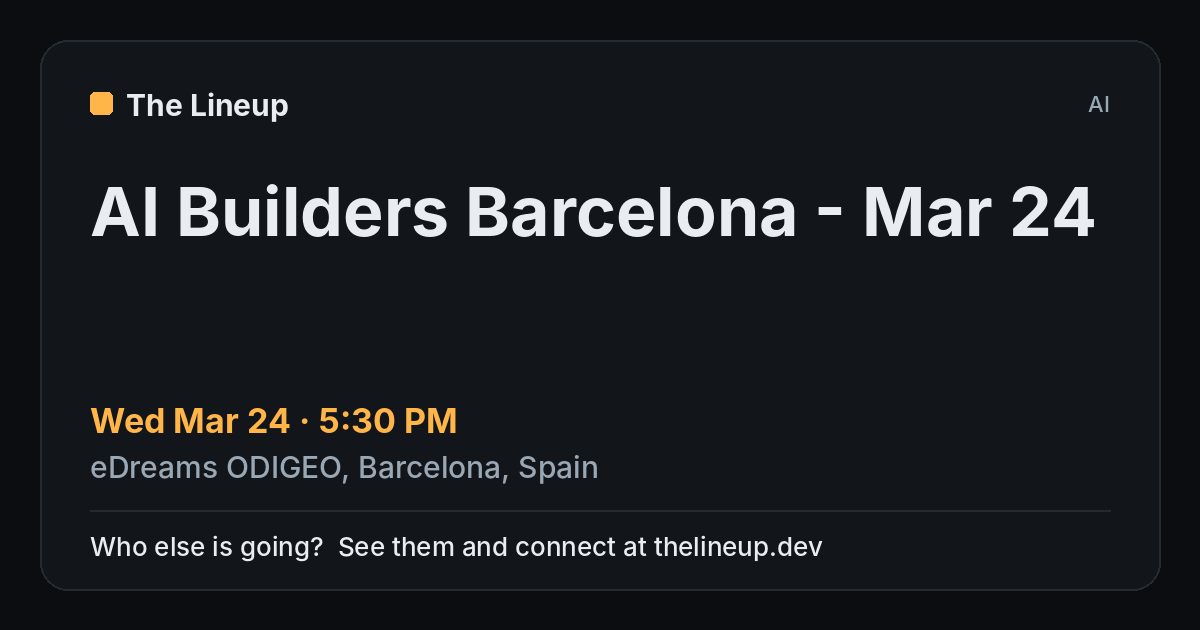 The Lineup
AI
AI Builders Barcelona - Mar 24
Wed Mar 24 · 5:30 PM
eDreams ODIGEO, Barcelona, Spain
Who else is going? See them and connect at thelineup.dev